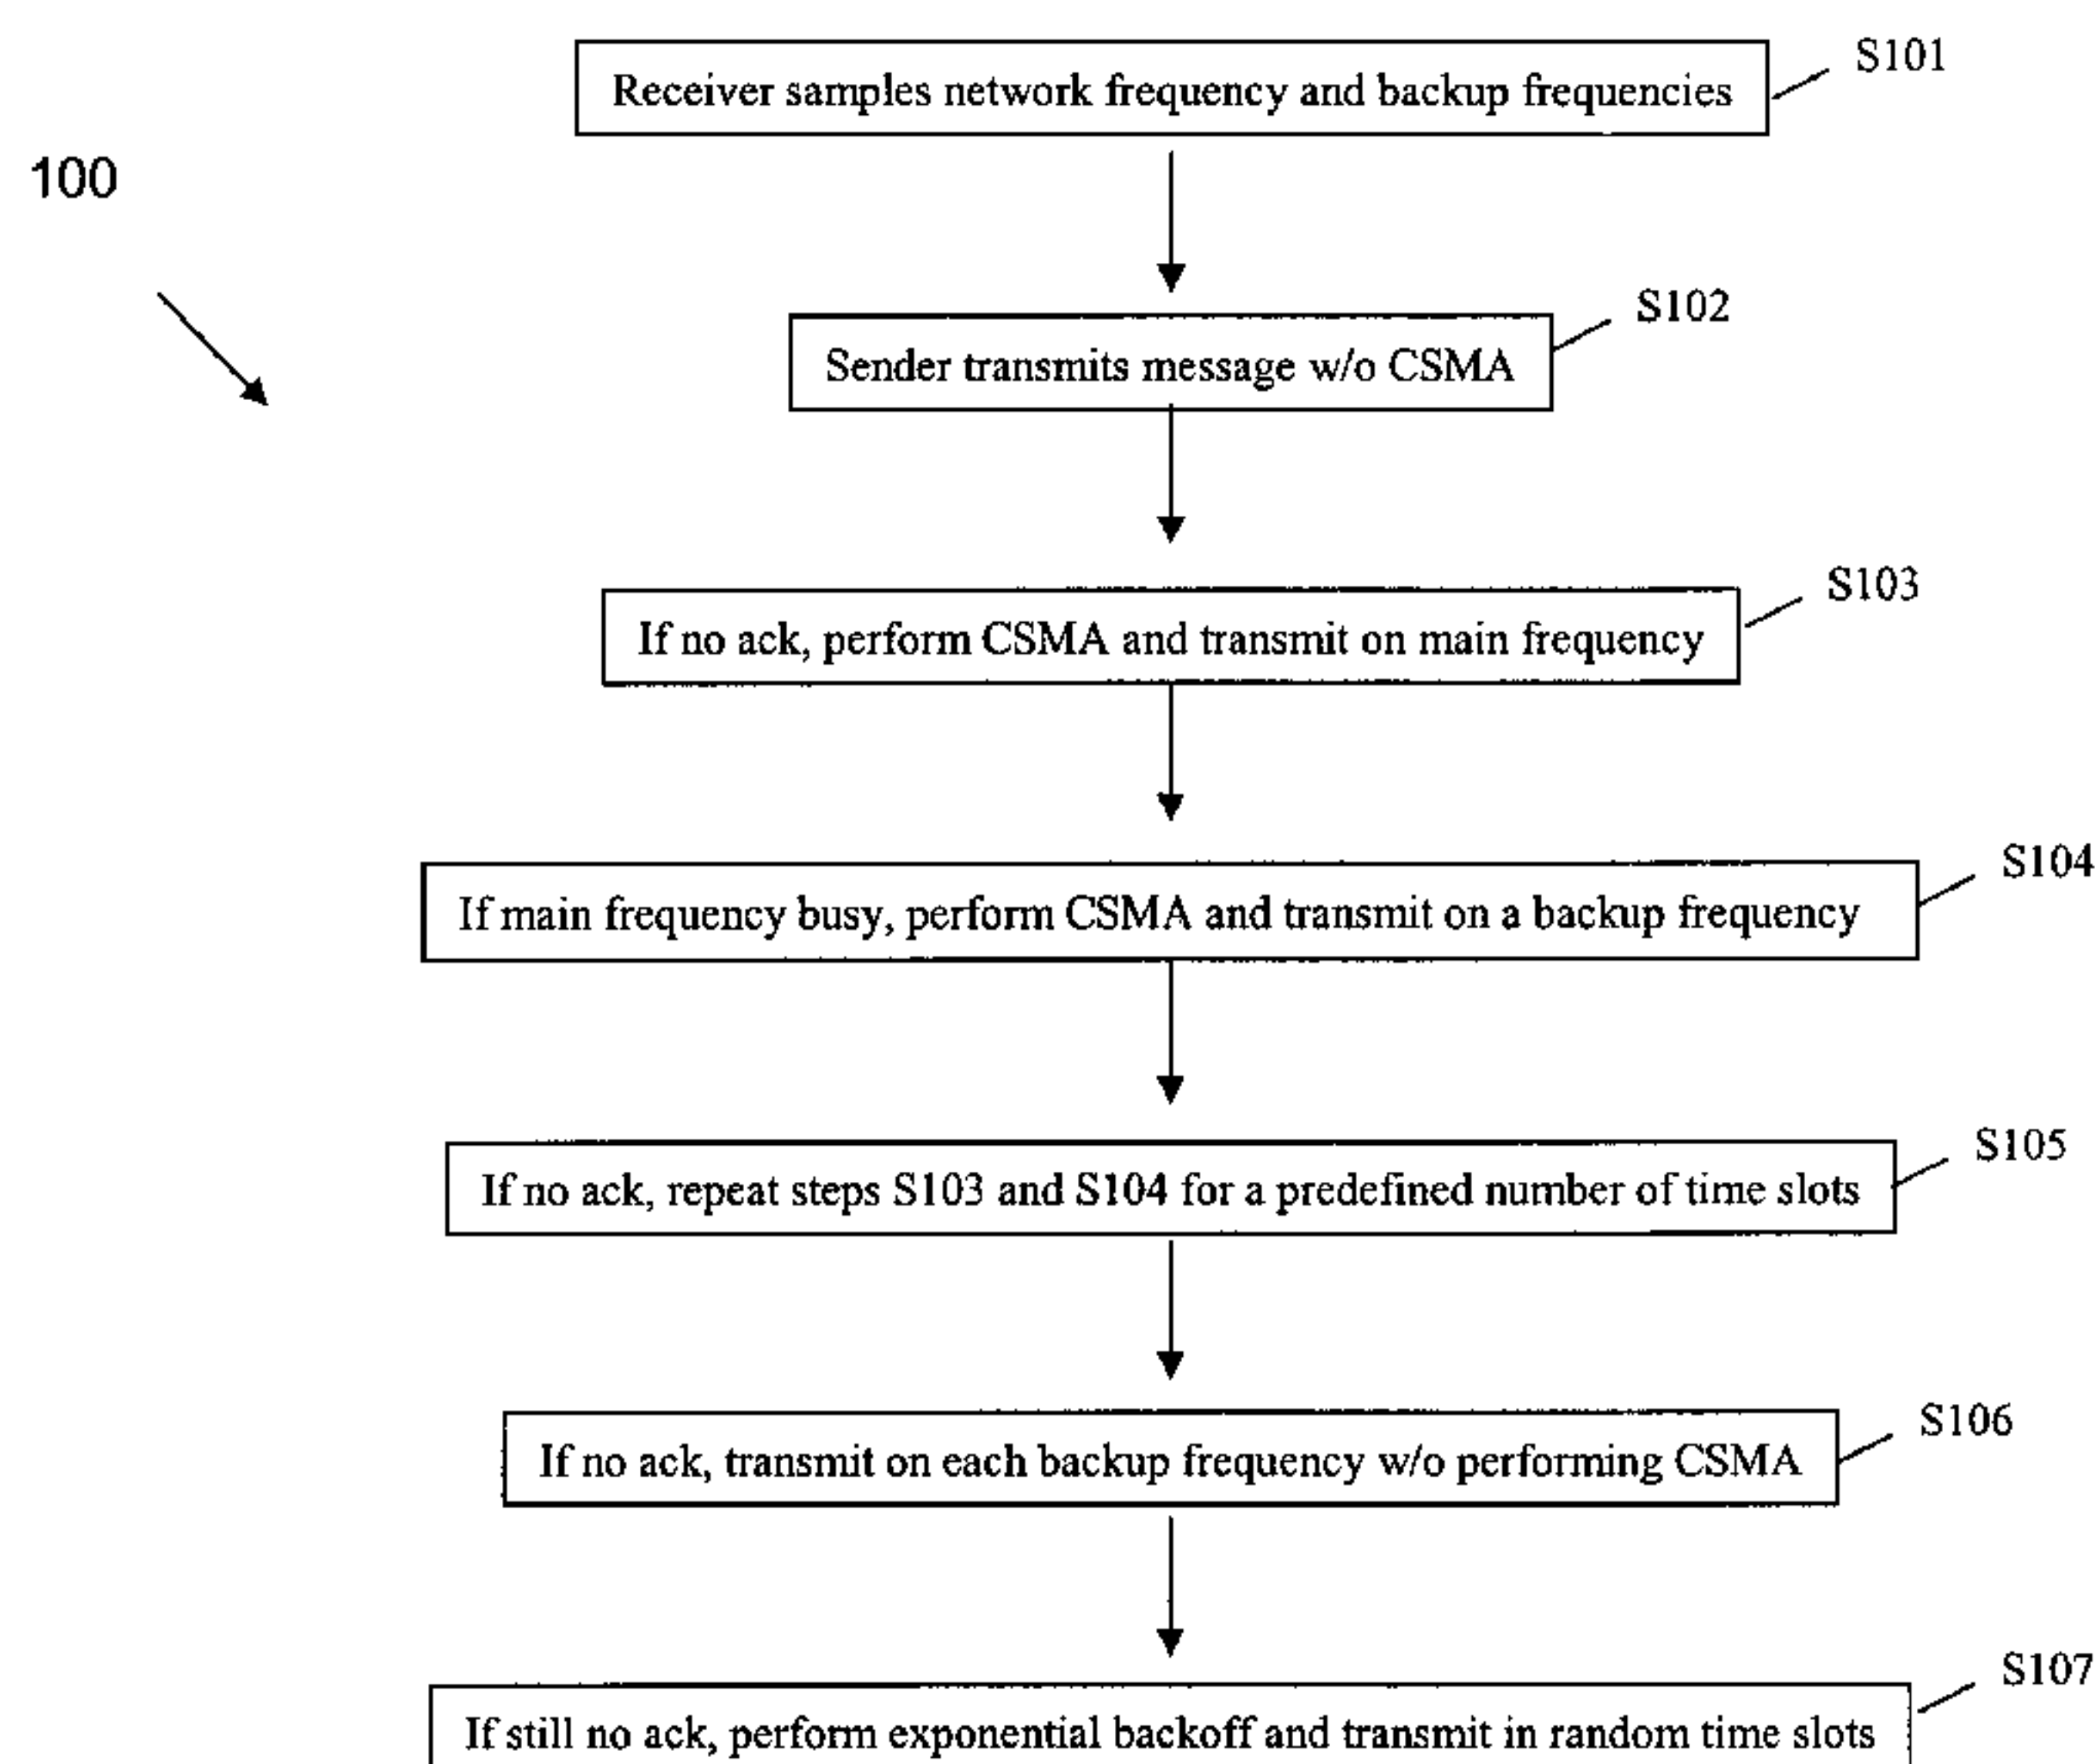 S101
Receiver samples network frequency and backup frequencies
100
S102
Sender transmits message w/o CSMA
S103
If no ack, perform CSMA and transmit on main frequency
S104
If main frequency busy, perform CSMA and transmit on a backup frequency
S105
If no ack, repeat steps S103 and S104 for a predefined number of time slots
S106
If no ack, transmit on each backup frequency w/o performing CSMA
S107
If still no ack, perform exponential backoff and transmit in random time slots